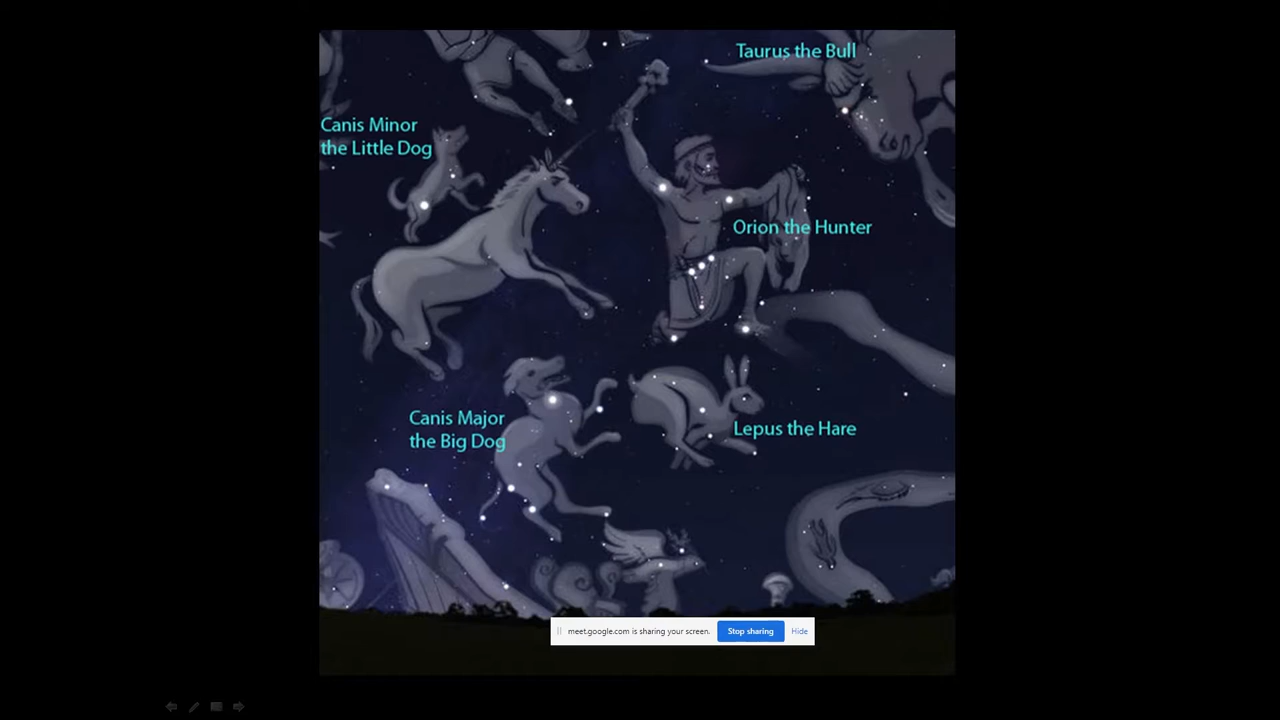 Taurus the Bull
Canis Minor
the Little Dog
Orion the Hunter
Canis Major
the Big Dog
Lepus the Hare
meet.google.com is sharing your screen.
Stop sharing
Hide